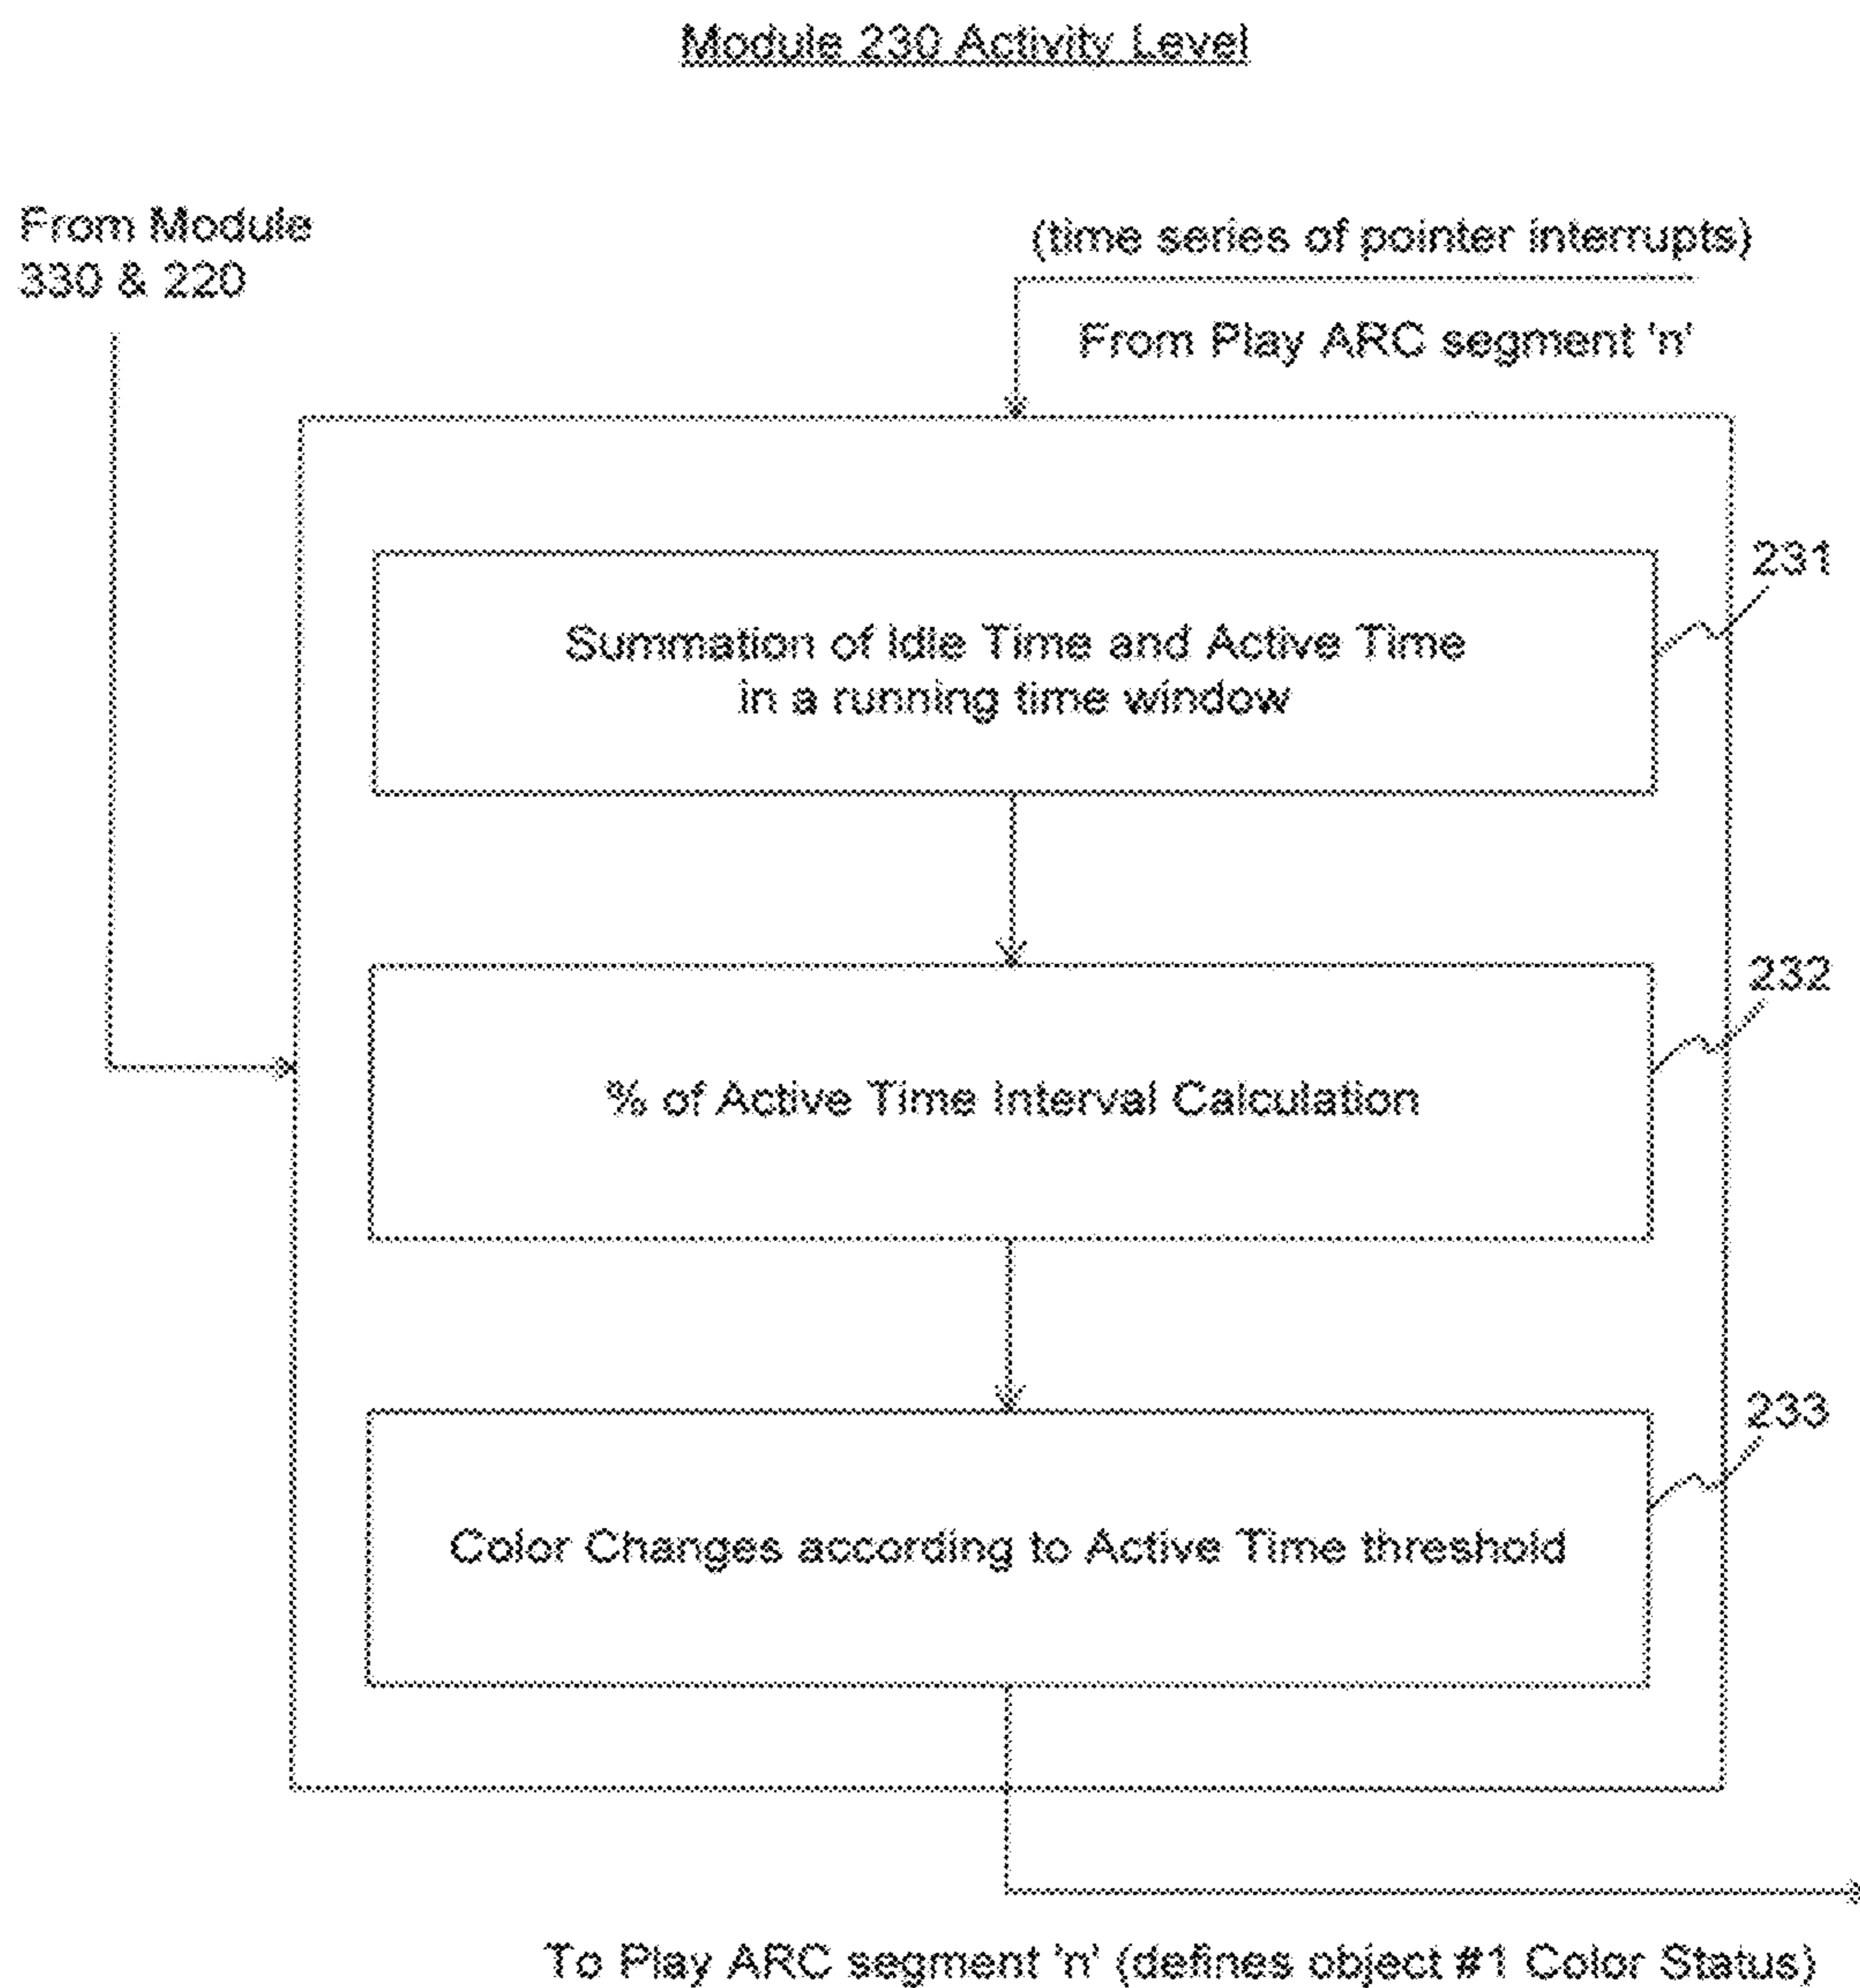 Module 230 Activity Level
From Module
330 & 220
(time series of pointer interrupts)
From Play ARC segment 'n'
231
Summation of Idle Time and Active Time
in a running time window
232
% of Active Time Interval Calculation
233
Color Changes according to Active Time threshold
To Play ARC segment 'n' (defines object #1 Color Status)